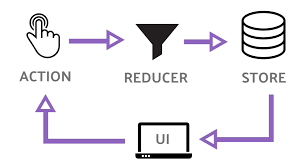 ACTION
REDUCER
STORE
UI